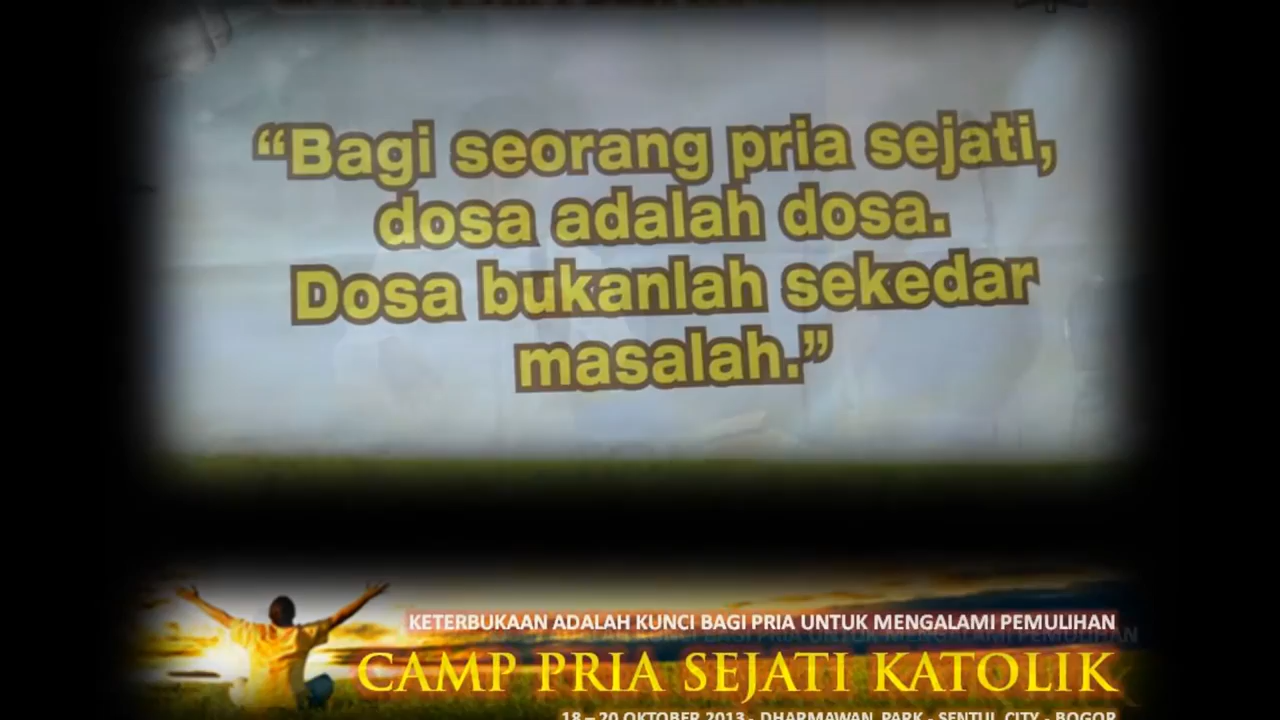 “Bagi seorang pria sejati,
dosa adalah dosa.
Dosa bukanlah sekedar
masalah.”
KETERBUKAAN ADALAH KUNCI BAGI PRIA UNTUK MENGALAMI PEMULIHAN
CAMP PRIA SEJATI KATOLIK
18 – 20 OKTOBER 2013 - DHARMAWAN PARK - SENTUL CITY - BOGOR